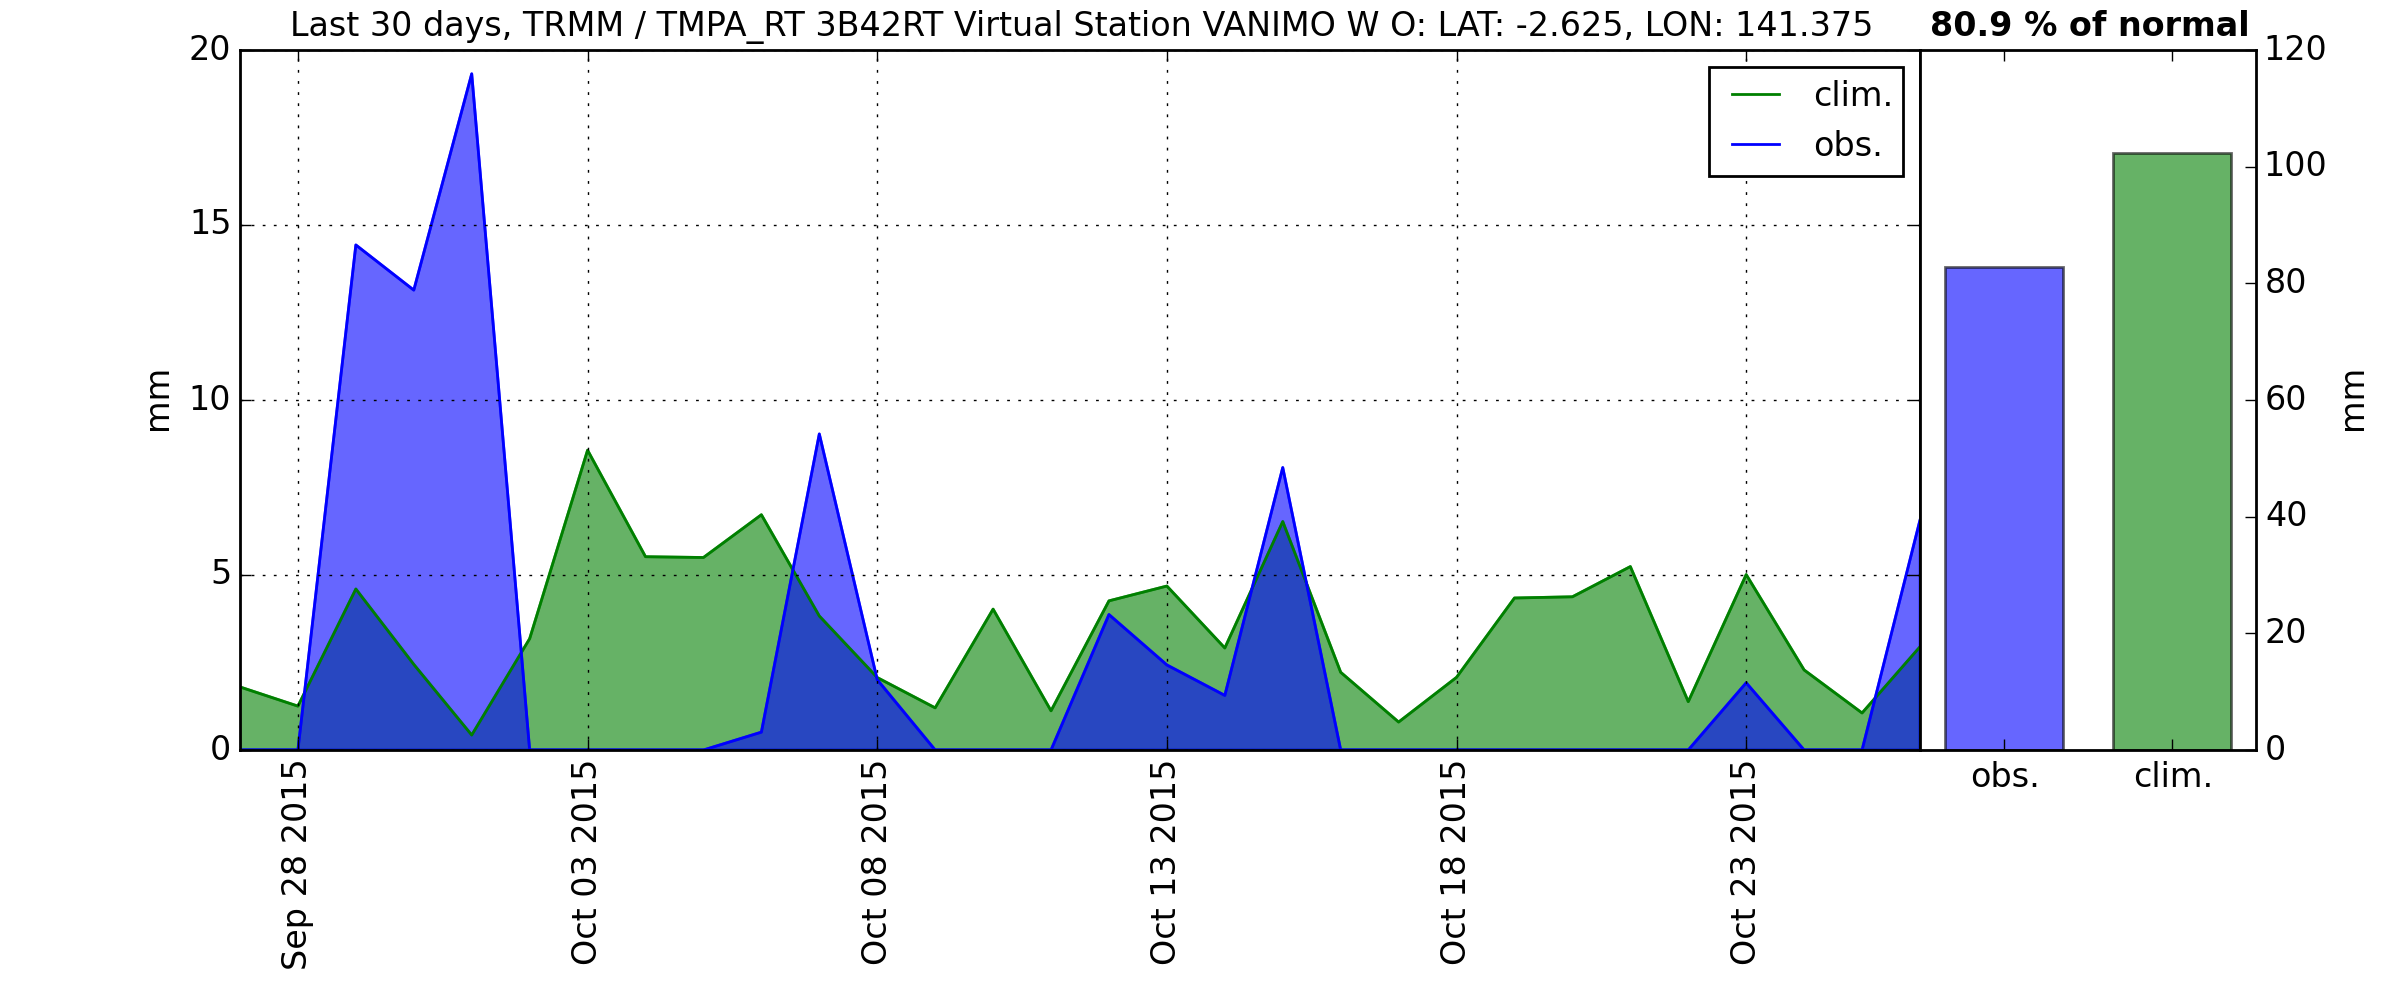 Last 30 days, TRMM / TMPA_RT 3B42RT Virtual Station VANIMO W O: LAT: -2.625, LON: 141.375
80.9 % of normal
20
15
10
5
0
mm
clim.
obs.
Sep 28 2015
Oct 03 2015
Oct 08 2015
Oct 13 2015
Oct 18 2015
Oct 23 2015
120
100
80
60
40
20
0
mm
obs.
clim.